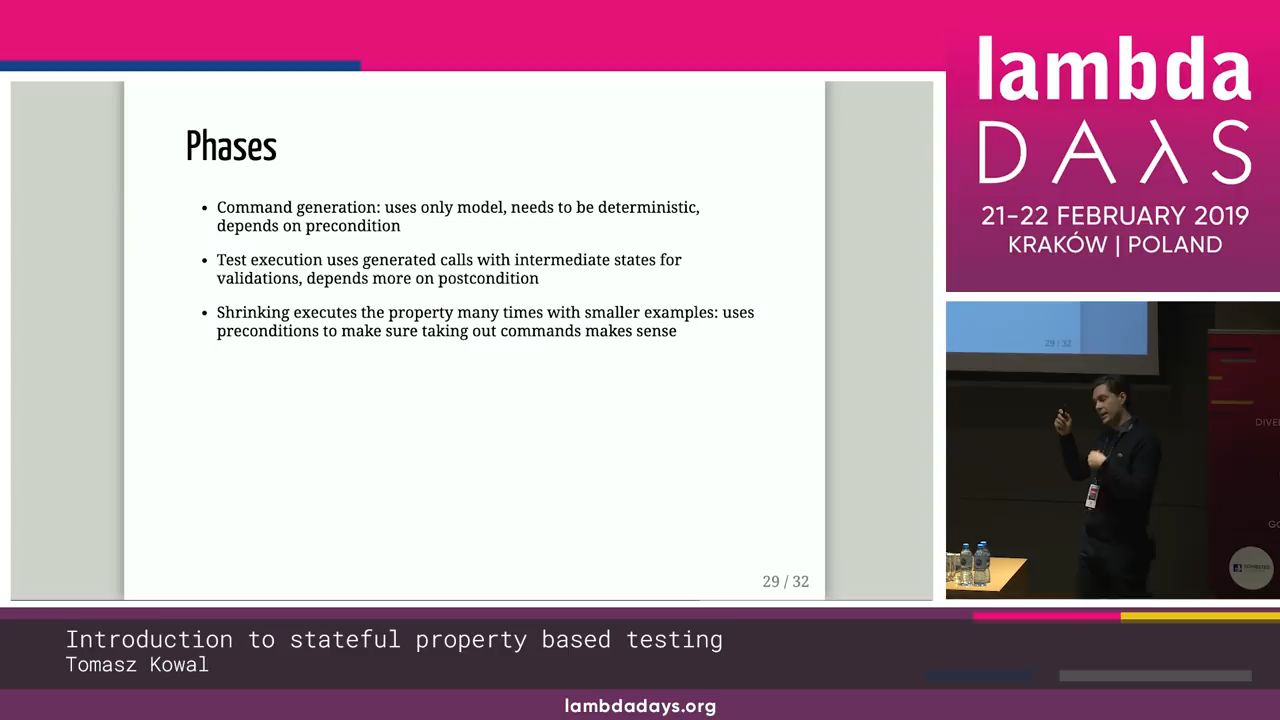 Phases
• Command generation: uses only model, needs to be deterministic,
depends on precondition
• Test execution uses generated calls with intermediate states for
validations, depends more on postcondition
• Shrinking executes the property many times with smaller examples: uses
preconditions to make sure taking out commands makes sense
29 / 32
lambda
DAλS
21–22 FEBRUARY 2019
KRAKÓW | POLAND
29 / 32
Introduction to stateful property based testing
Tomasz Kowal
lambdadays.org